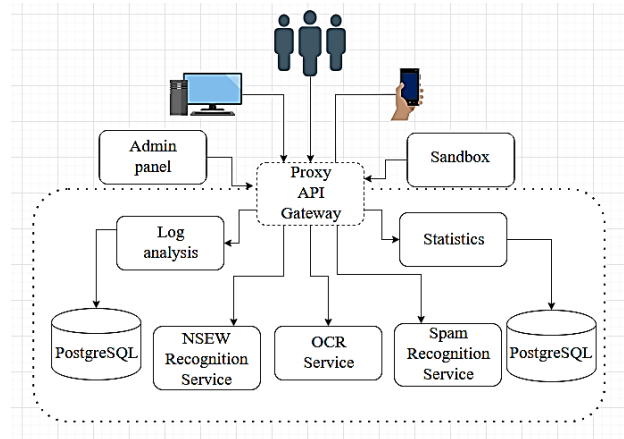 Admin
panel
Proxy
API
Gateway
Sandbox
Log
analysis
Statistics
PostgreSQL
NSEW
Recognition
Service
OCR
Service
Spam
Recognition
Service
PostgreSQL